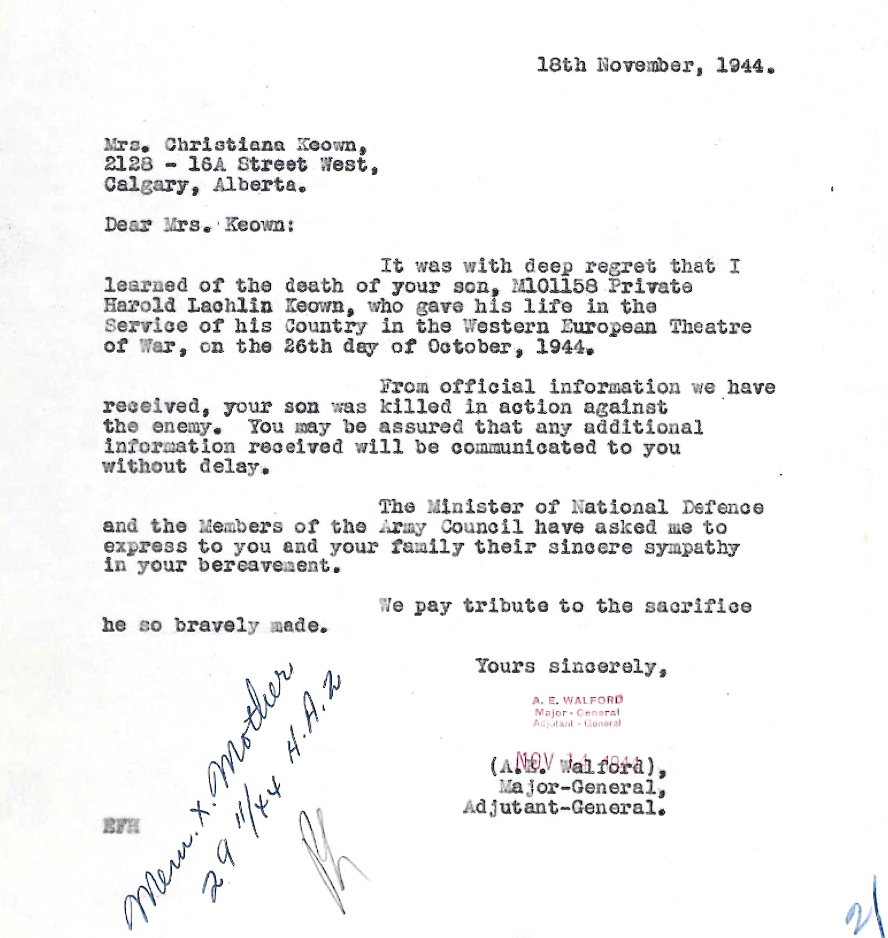 18th November, 1944.
Mrs. Christiana Keown,
2128 - 16A Street West,
Calgary, Alberta.
Dear Mrs. Keown:
It was with deep regret that I
learned of the death of your son, M101158 Private
Harold Lachlin Keown, who gave his life in the
Service of his Country in the Western European Theatre
of War, on the 26th day of October, 1944.
From official information we have
received, your son was killed in action against
the enemy. You may be assured that any additional
information received will be communicated to you
without delay.
The Minister of National Defence
and the Members of the Army Council have asked me to
express to you and your family their sincere sympathy
in your bereavement.
We pay tribute to the sacrifice
he so bravely made.
Yours sincerely,
A. E. WALFORD
Major-General
Adjutant-General
NOV 1944
(A.E. Walford),
Major-General,
Adjutant-General.
EFH
Mem. X. Mother
29 11/44 H.A.2
21